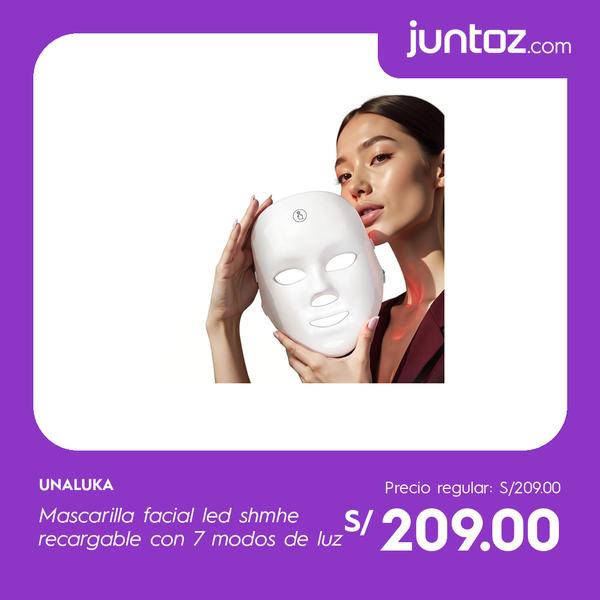 juntoz.com
UNALUKA
Mascarilla facial led shmhe
recargable con 7 modos de luz
Precio regular: S/209.00
S/ 209.00